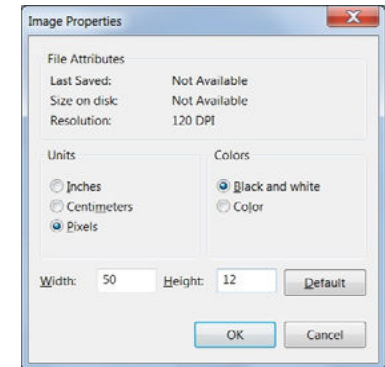 Image Properties
File Attributes
Last Saved: Not Available
Size on disk: Not Available
Resolution: 120 DPI
Units
Colors
Inches
Black and white
Centimeters
Color
Pixels
Width: 50 Height: 12 Default
OK Cancel